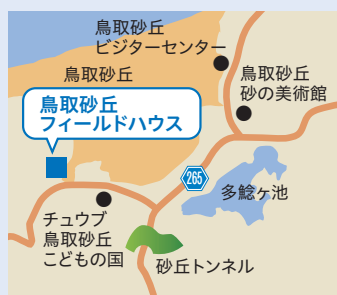 鳥取砂丘
ビジターセンター
鳥取砂丘
鳥取砂丘
砂の美術館
鳥取砂丘
フィールドハウス
265
多鯰ヶ池
チュウブ
鳥取砂丘
こどもの国
砂丘トンネル